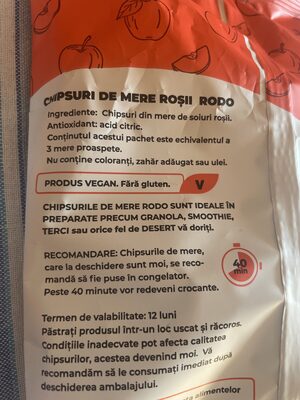 CHIPSURI DE MERE ROȘII RODO
Ingrediente: Chipsuri din mere de soiuri roșii.
Antioxidant: acid citric.
Conținutul acestui pachet este echivalentul a
3 mere proaspete.
Nu conține coloranți, zahăr adăugat sau ulei.
PRODUS VEGAN. Fără gluten. V
CHIPSURILE DE MERE RODO SUNT IDEALE ÎN
PREPARATE PRECUM GRANOLA, SMOOTHIE,
TERCI sau orice fel de DESERT vă doriți.
RECOMANDARE: Chipsurile de mere,
care la deschidere sunt moi, se reco-
mandă să fie puse în congelator.
Peste 40 minute vor redeveni crocante.
40
min
Termen de valabilitate: 12 luni
Păstrați produsul într-un loc uscat și răcoros.
Condițiile inadecvate pot afecta calitatea
chipsurilor, acestea devenind moi. Vă
recomandăm să le consumați imediat după
deschiderea ambalajului.
alimentelor